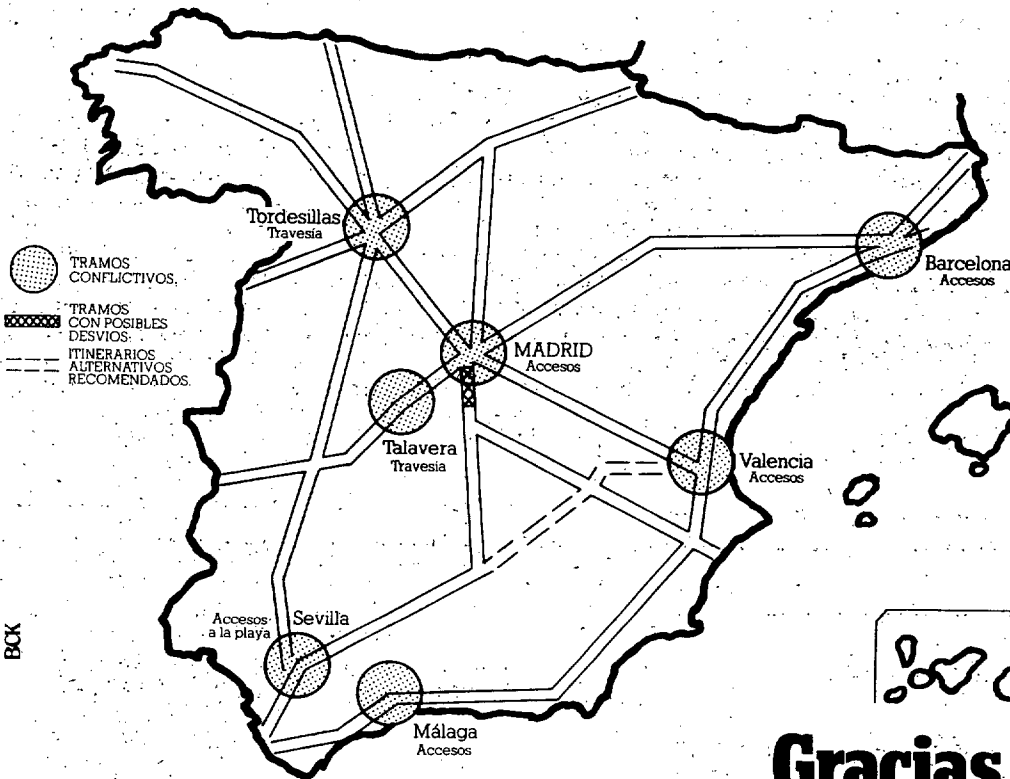 Tordesillas
Travesía
TRAMOS
CONFLICTIVOS.
TRAMOS
CON POSIBLES
DESVIOS.
ITINERARIOS
ALTERNATIVOS
RECOMENDADOS.
Barcelona
Accesos
MADRID
Accesos
Talavera
Travesia
Valencia
Accesos
Accesos
a la playa
Sevilla
Málaga
Accesos
BCK
Gracias